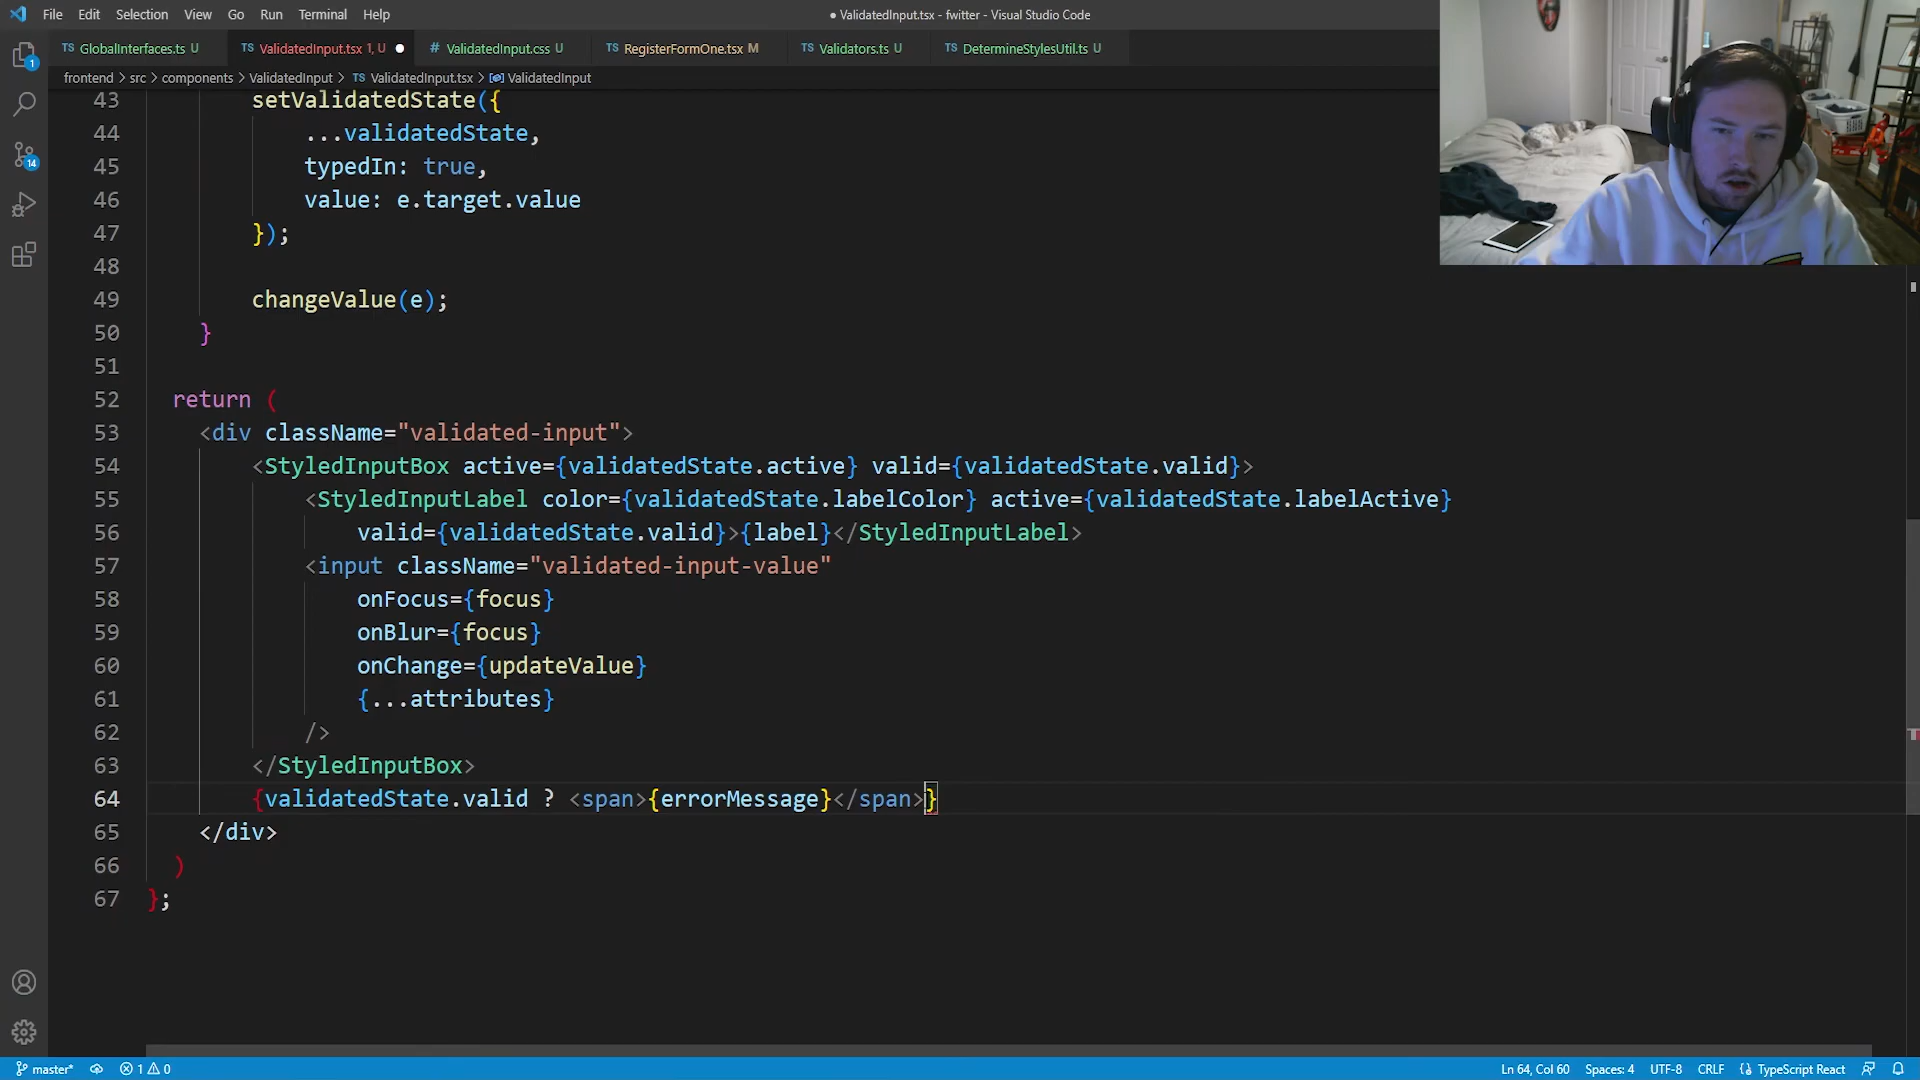 File Edit Selection View Go Run Terminal Help
● ValidatedInput.tsx - fwitter - Visual Studio Code
TS GlobalInterfaces.ts U
TS ValidatedInput.tsx 1, U ●
# ValidatedInput.css U
TS RegisterFormOne.tsx M
TS Validators.ts U
TS DetermineStylesUtil.ts U
frontend > src > components > ValidatedInput > TS ValidatedInput.tsx > ValidatedInput
43 setValidatedState({
44 ...validatedState,
45 typedIn: true,
46 value: e.target.value
47 });
48
49 changeValue(e);
50 }
51
52 return (
53 <div className="validated-input">
54 <StyledInputBox active={validatedState.active} valid={validatedState.valid}>
55 <StyledInputLabel color={validatedState.labelColor} active={validatedState.labelActive}
56 valid={validatedState.valid}>{label}</StyledInputLabel>
57 <input className="validated-input-value"
58 onFocus={focus}
59 onBlur={focus}
60 onChange={updateValue}
61 {...attributes}
62 />
63 </StyledInputBox>
64 {validatedState.valid ? <span>{errorMessage}</span>}
65 </div>
66 )
67 };
1
14
master* 1 0 Ln 64, Col 60 Spaces: 4 UTF-8 CRLF {} TypeScript React